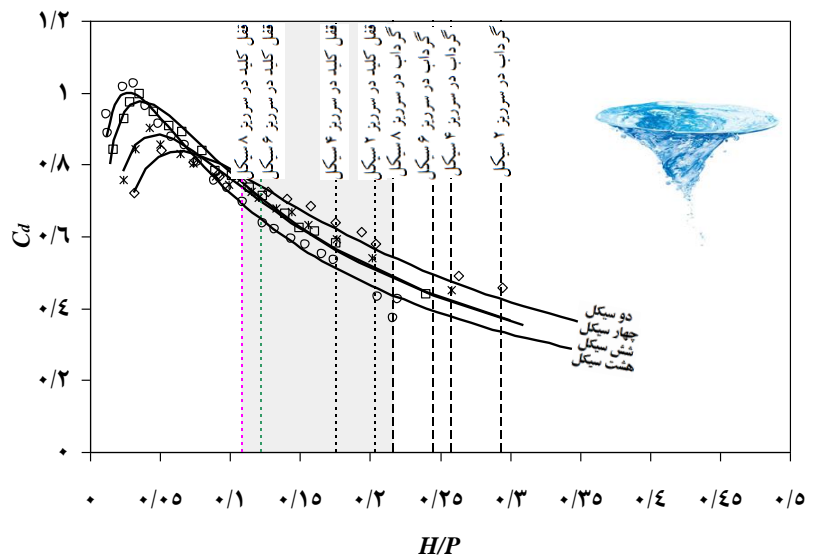 ۱/۲
۱
۰/۸
۰/۶
۰/۴
۰/۲
۰
C_d
قفل کلید در سرریز ۸ سیکل
قفل کلید در سرریز ۶ سیکل
قفل کلید در سرریز ۴ سیکل
قفل کلید در سرریز ۲ سیکل
گرداب در سرریز ۸ سیکل
گرداب در سرریز ۶ سیکل
گرداب در سرریز ۴ سیکل
گرداب در سرریز ۲ سیکل
دو سیکل
چهار سیکل
شش سیکل
هشت سیکل
۰ ۰/۰۵ ۰/۱ ۰/۱۵ ۰/۲ ۰/۲۵ ۰/۳ ۰/۳۵ ۰/۴ ۰/۴۵ ۰/۵
H/P